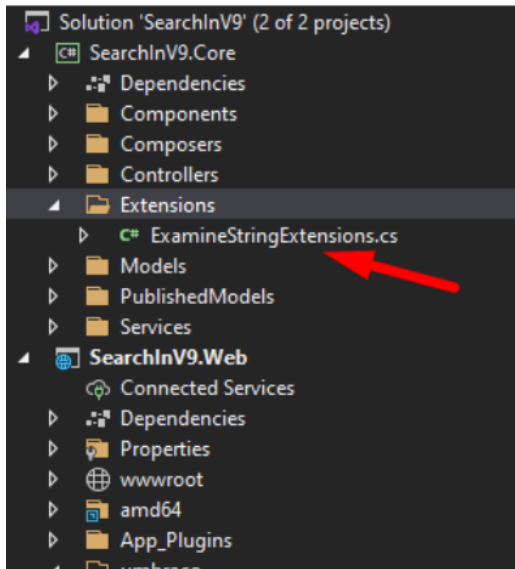 Solution 'SearchInV9' (2 of 2 projects)
C# SearchInV9.Core
Dependencies
Components
Composers
Controllers
Extensions
C# ExamineStringExtensions.cs
Models
PublishedModels
Services
SearchInV9.Web
Connected Services
Dependencies
Properties
wwwroot
amd64
App_Plugins